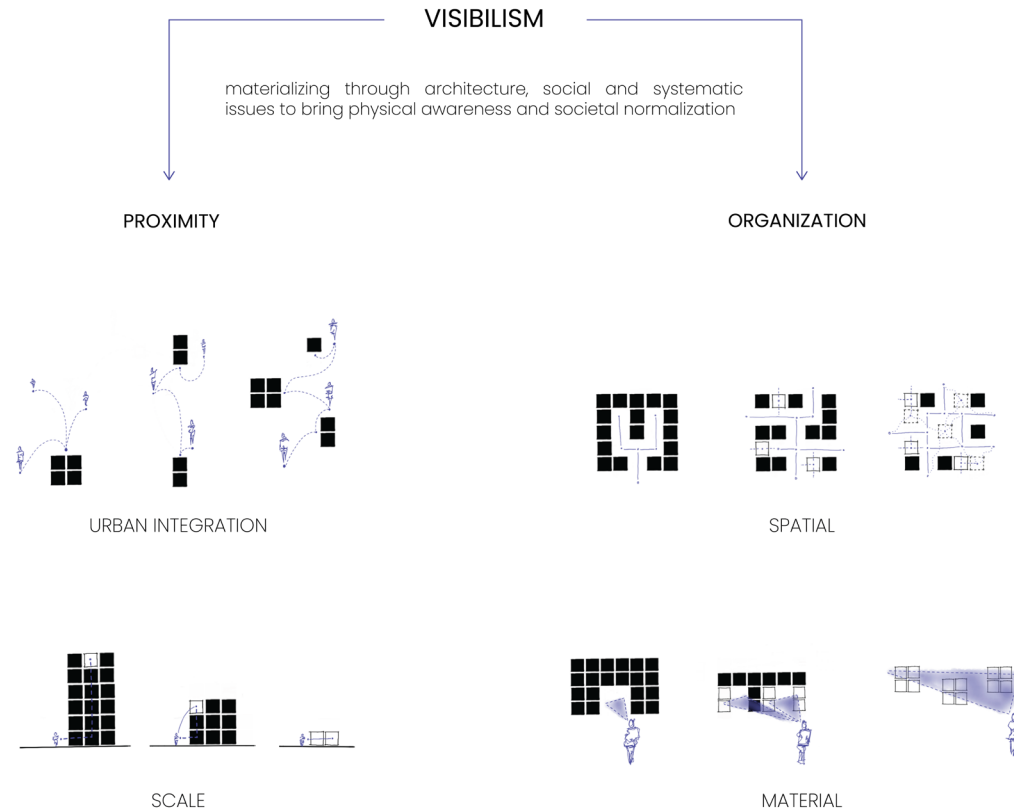 VISIBILISM
materializing through architecture, social and systematic
issues to bring physical awareness and societal normalization
PROXIMITY
ORGANIZATION
URBAN INTEGRATION
SPATIAL
SCALE
MATERIAL